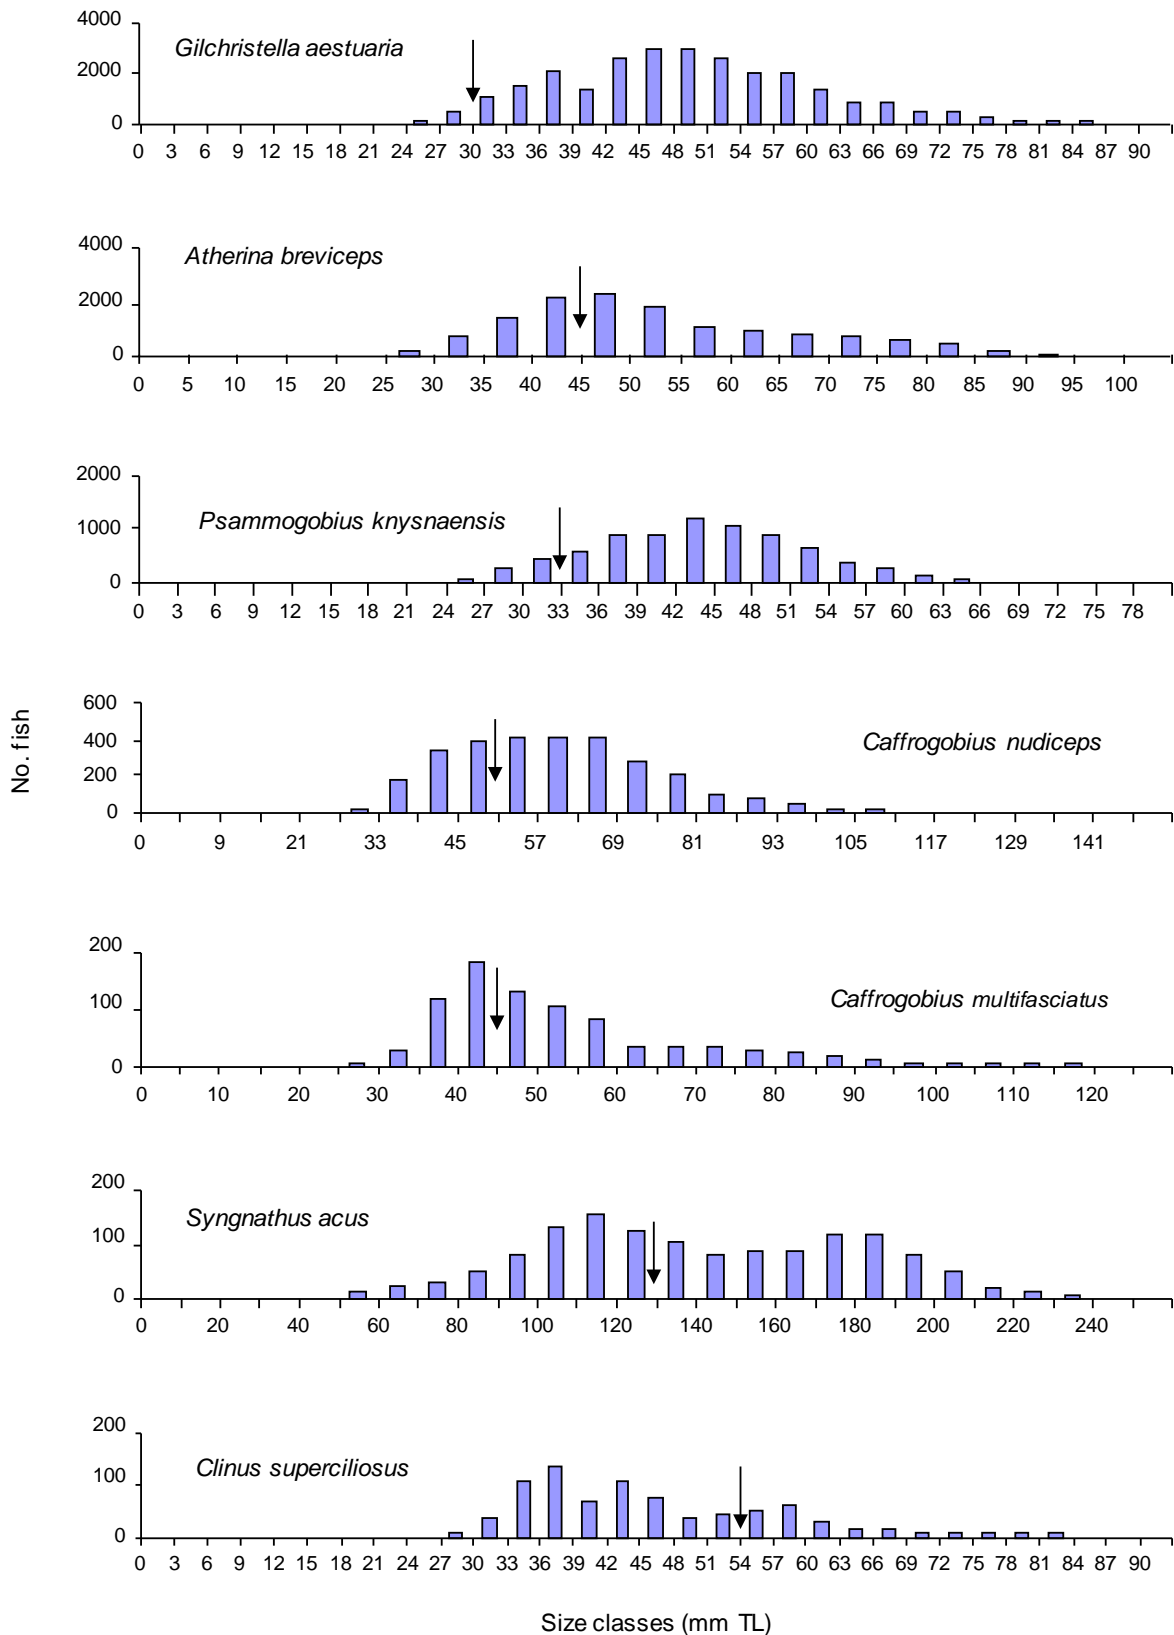 4000
Gilchristella aestuaria
2000
0
0 3 6 9 12 15 18 21 24 27 30 33 36 39 42 45 48 51 54 57 60 63 66 69 72 75 78 81 84 87 90
4000
Atherina breviceps
2000
0
0 5 10 15 20 25 30 35 40 45 50 55 60 65 70 75 80 85 90 95 100
2000
Psammogobius knysnaensis
1000
0
0 3 6 9 12 15 18 21 24 27 30 33 36 39 42 45 48 51 54 57 60 63 66 69 72 75 78
No. fish
600
400
Caffrogobius nudiceps
200
0
0 9 21 33 45 57 69 81 93 105 117 129 141
200
Caffrogobius multifasciatus
100
0
0 10 20 30 40 50 60 70 80 90 100 110 120
200
Syngnathus acus
100
0
0 20 40 60 80 100 120 140 160 180 200 220 240
200
Clinus superciliosus
100
0
0 3 6 9 12 15 18 21 24 27 30 33 36 39 42 45 48 51 54 57 60 63 66 69 72 75 78 81 84 87 90
Size classes (mm TL)